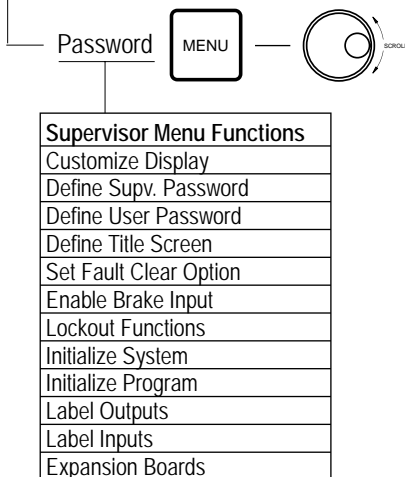 Password MENU SCROLL
Supervisor Menu Functions
Customize Display
Define Supv. Password
Define User Password
Define Title Screen
Set Fault Clear Option
Enable Brake Input
Lockout Functions
Initialize System
Initialize Program
Label Outputs
Label Inputs
Expansion Boards